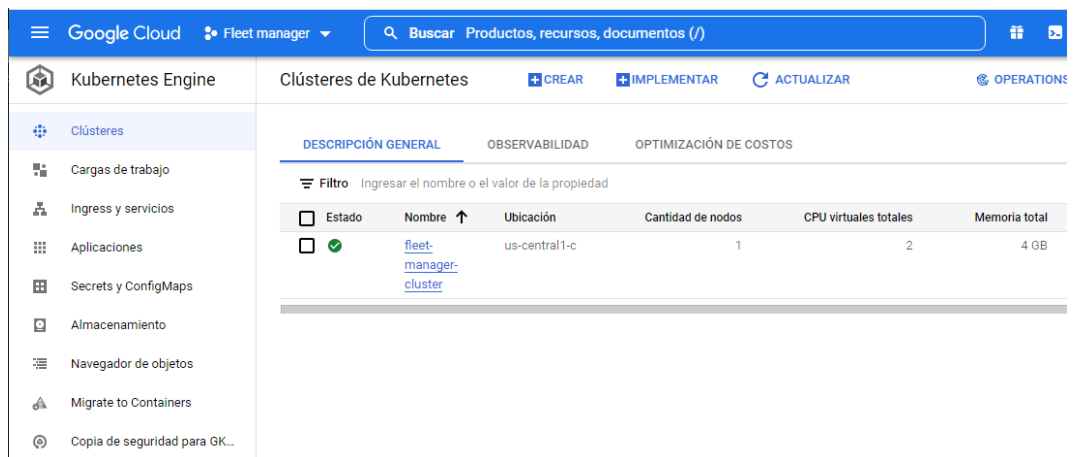 Google Cloud Fleet manager Buscar Productos, recursos, documentos (/)
Kubernetes Engine
Clústeres de Kubernetes CREAR IMPLEMENTAR ACTUALIZAR OPERATIONS
Clústeres
Cargas de trabajo
Ingress y servicios
Aplicaciones
Secrets y ConfigMaps
Almacenamiento
Navegador de objetos
Migrate to Containers
Copia de seguridad para GK...
DESCRIPCIÓN GENERAL OBSERVABILIDAD OPTIMIZACIÓN DE COSTOS
Filtro Ingresar el nombre o el valor de la propiedad
Estado Nombre Ubicación Cantidad de nodos CPU virtuales totales Memoria total
fleet- us-central1-c 1 2 4 GB
manager-
cluster